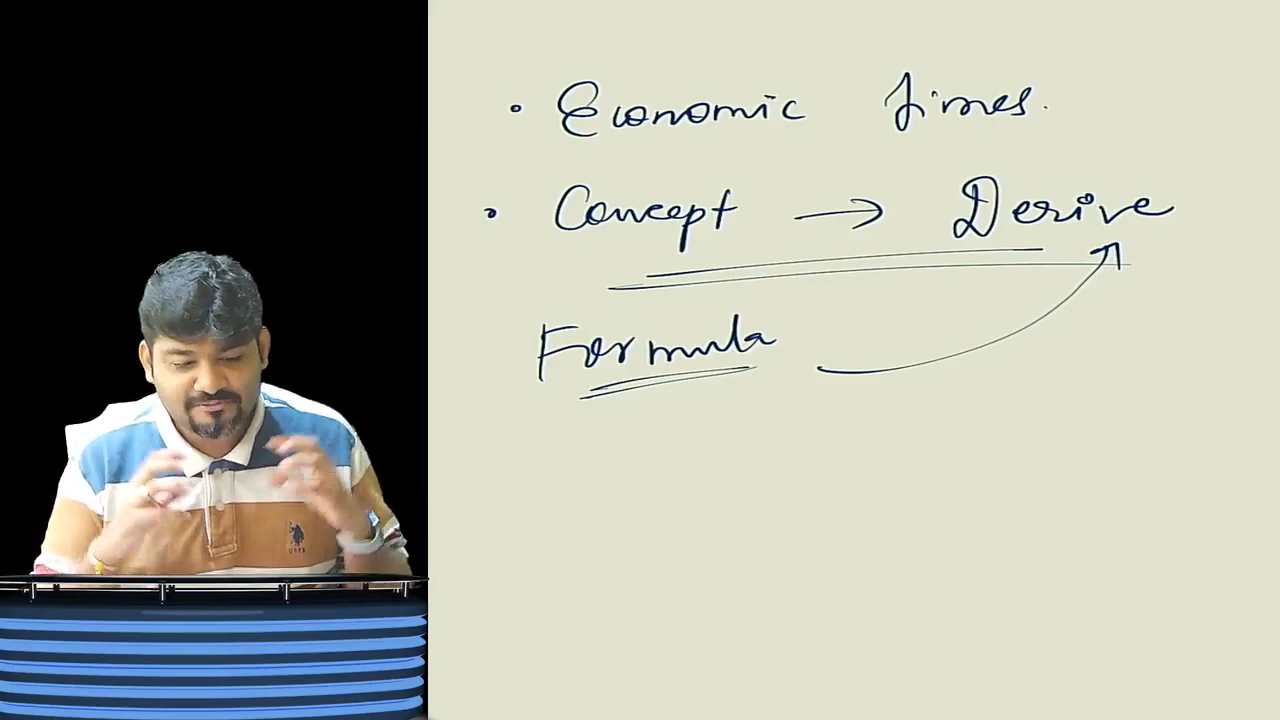 • Economic Times.
• Concept → Derive
Formula